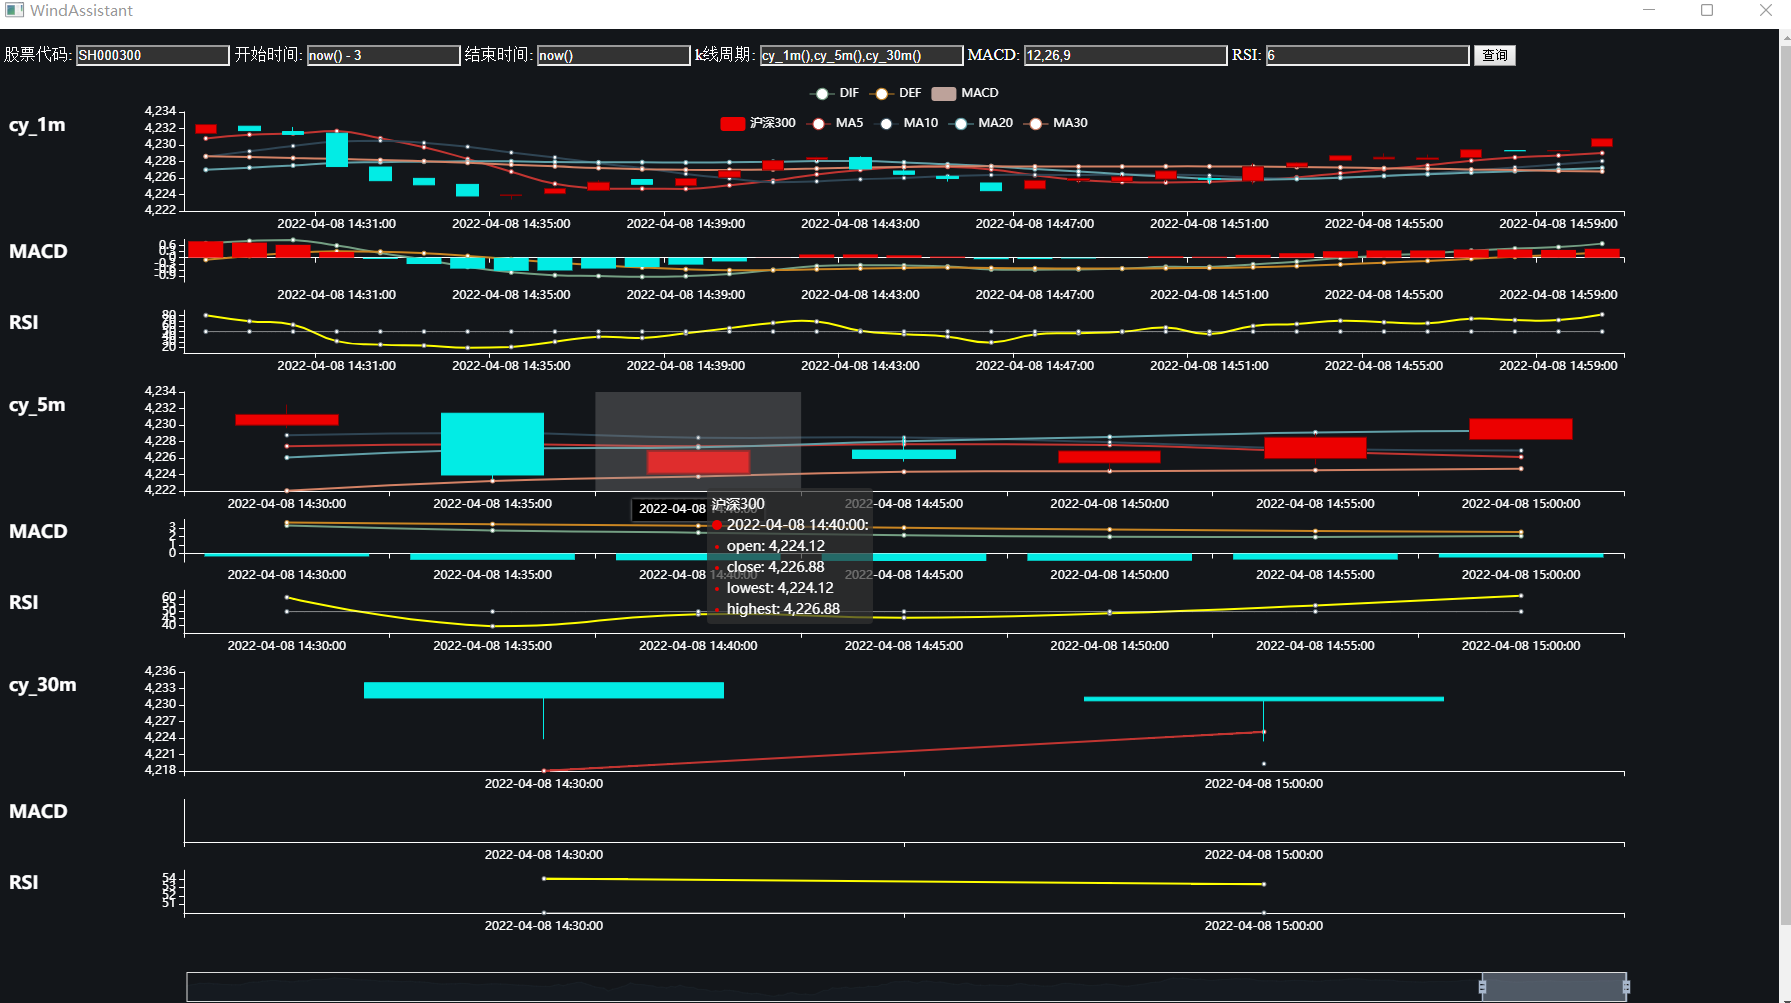 WindAssistant
股票代码: SH000300 开始时间: now() - 3 结束时间: now() k线周期: cy_1m(),cy_5m(),cy_30m() MACD: 12,26,9 RSI: 6 查询
DIF DEF MACD
沪深300 MA5 MA10 MA20 MA30
cy_1m
4,234
4,232
4,230
4,228
4,226
4,224
4,222
2022-04-08 14:31:00 2022-04-08 14:35:00 2022-04-08 14:39:00 2022-04-08 14:43:00 2022-04-08 14:47:00 2022-04-08 14:51:00 2022-04-08 14:55:00 2022-04-08 14:59:00
MACD
0.6
2022-04-08 14:31:00 2022-04-08 14:35:00 2022-04-08 14:39:00 2022-04-08 14:43:00 2022-04-08 14:47:00 2022-04-08 14:51:00 2022-04-08 14:55:00 2022-04-08 14:59:00
RSI
80
20
2022-04-08 14:31:00 2022-04-08 14:35:00 2022-04-08 14:39:00 2022-04-08 14:43:00 2022-04-08 14:47:00 2022-04-08 14:51:00 2022-04-08 14:55:00 2022-04-08 14:59:00
cy_5m
4,234
4,232
4,230
4,228
4,226
4,224
4,222
2022-04-08 14:30:00 2022-04-08 14:35:00 2022-04-08 2022-04-08 14:45:00 2022-04-08 14:50:00 2022-04-08 14:55:00 2022-04-08 15:00:00
沪深300
2022-04-08 14:40:00:
open: 4,224.12
close: 4,226.88
lowest: 4,224.12
highest: 4,226.88
MACD
3
2
1
0
2022-04-08 14:30:00 2022-04-08 14:35:00 2022-04-08 14:40:00 2022-04-08 14:45:00 2022-04-08 14:50:00 2022-04-08 14:55:00 2022-04-08 15:00:00
RSI
60
55
50
45
40
2022-04-08 14:30:00 2022-04-08 14:35:00 2022-04-08 14:40:00 2022-04-08 14:45:00 2022-04-08 14:50:00 2022-04-08 14:55:00 2022-04-08 15:00:00
cy_30m
4,236
4,233
4,230
4,227
4,224
4,221
4,218
2022-04-08 14:30:00 2022-04-08 15:00:00
MACD
2022-04-08 14:30:00 2022-04-08 15:00:00
RSI
54
53
52
51
2022-04-08 14:30:00 2022-04-08 15:00:00